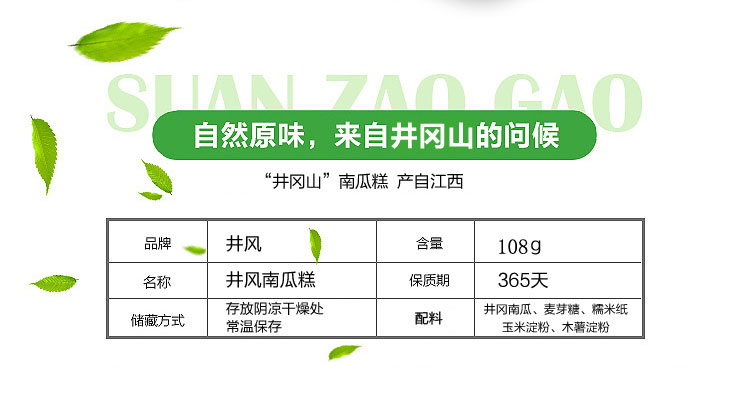 SUAN ZAO GAO
自然原味，来自井冈山的问候
“井冈山”南瓜糕 产自江西
品牌 井风 含量 108g
名称 井风南瓜糕 保质期 365天
储藏方式 存放阴凉干燥处 常温保存 配料 井冈南瓜、麦芽糖、糯米纸 玉米淀粉、木薯淀粉